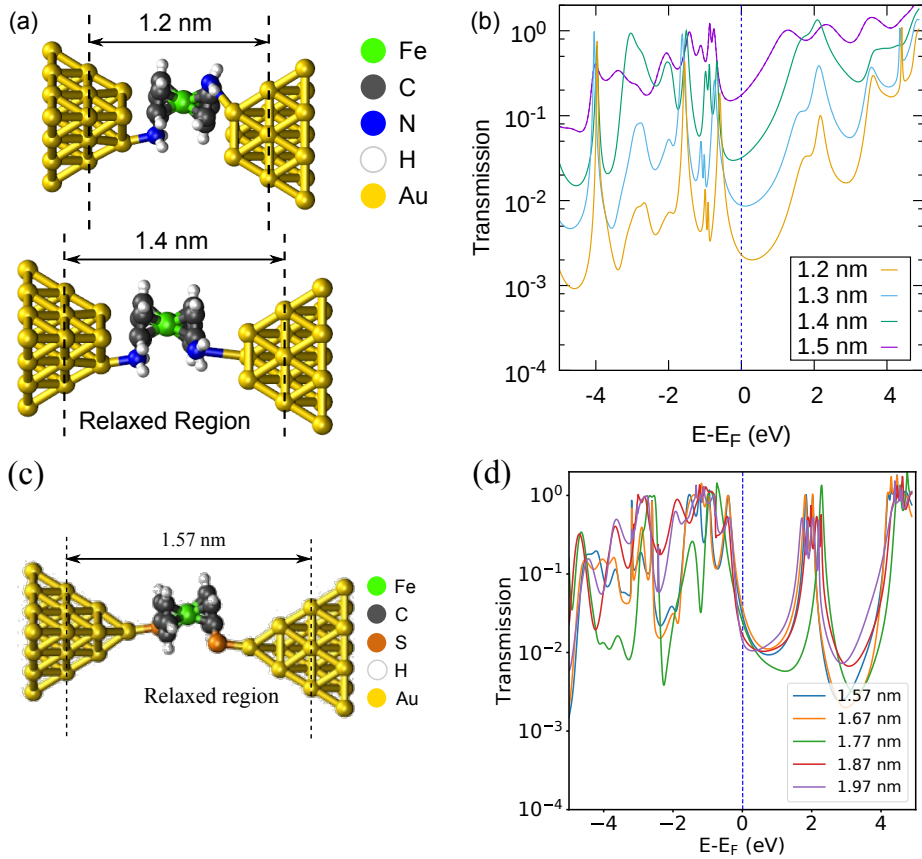 (a)
1.2 nm
Fe
C
N
H
Au
1.4 nm
Relaxed Region
(b)
Transmission
10^0
10^-1
10^-2
10^-3
10^-4
-4
-2
0
2
4
E-E_F (eV)
1.2 nm
1.3 nm
1.4 nm
1.5 nm
(c)
1.57 nm
Fe
C
S
H
Au
Relaxed region
(d)
Transmission
10^0
10^-1
10^-2
10^-3
10^-4
−4
−2
0
2
4
E-E_F (eV)
1.57 nm
1.67 nm
1.77 nm
1.87 nm
1.97 nm